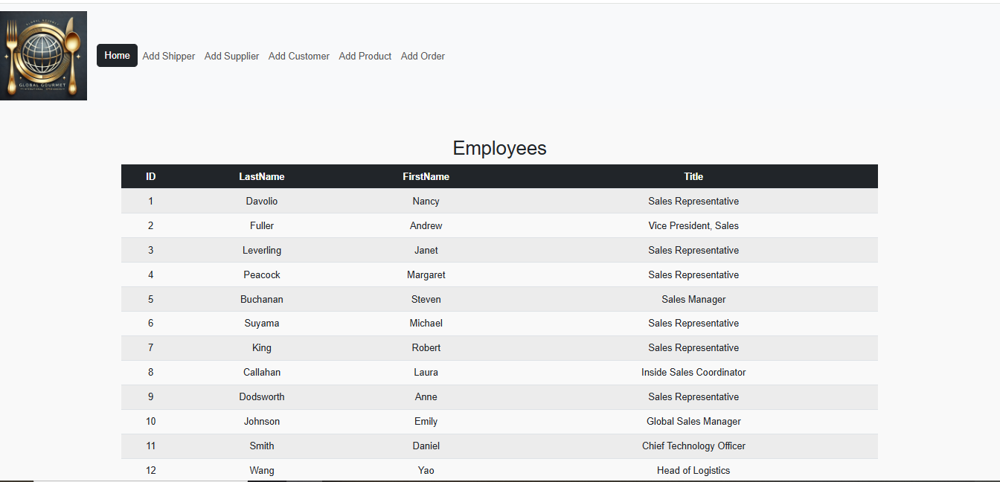 GLOBAL GOURMET
Home Add Shipper Add Supplier Add Customer Add Product Add Order
Employees
ID LastName FirstName Title
1 Davolio Nancy Sales Representative
2 Fuller Andrew Vice President, Sales
3 Leverling Janet Sales Representative
4 Peacock Margaret Sales Representative
5 Buchanan Steven Sales Manager
6 Suyama Michael Sales Representative
7 King Robert Sales Representative
8 Callahan Laura Inside Sales Coordinator
9 Dodsworth Anne Sales Representative
10 Johnson Emily Global Sales Manager
11 Smith Daniel Chief Technology Officer
12 Wang Yao Head of Logistics